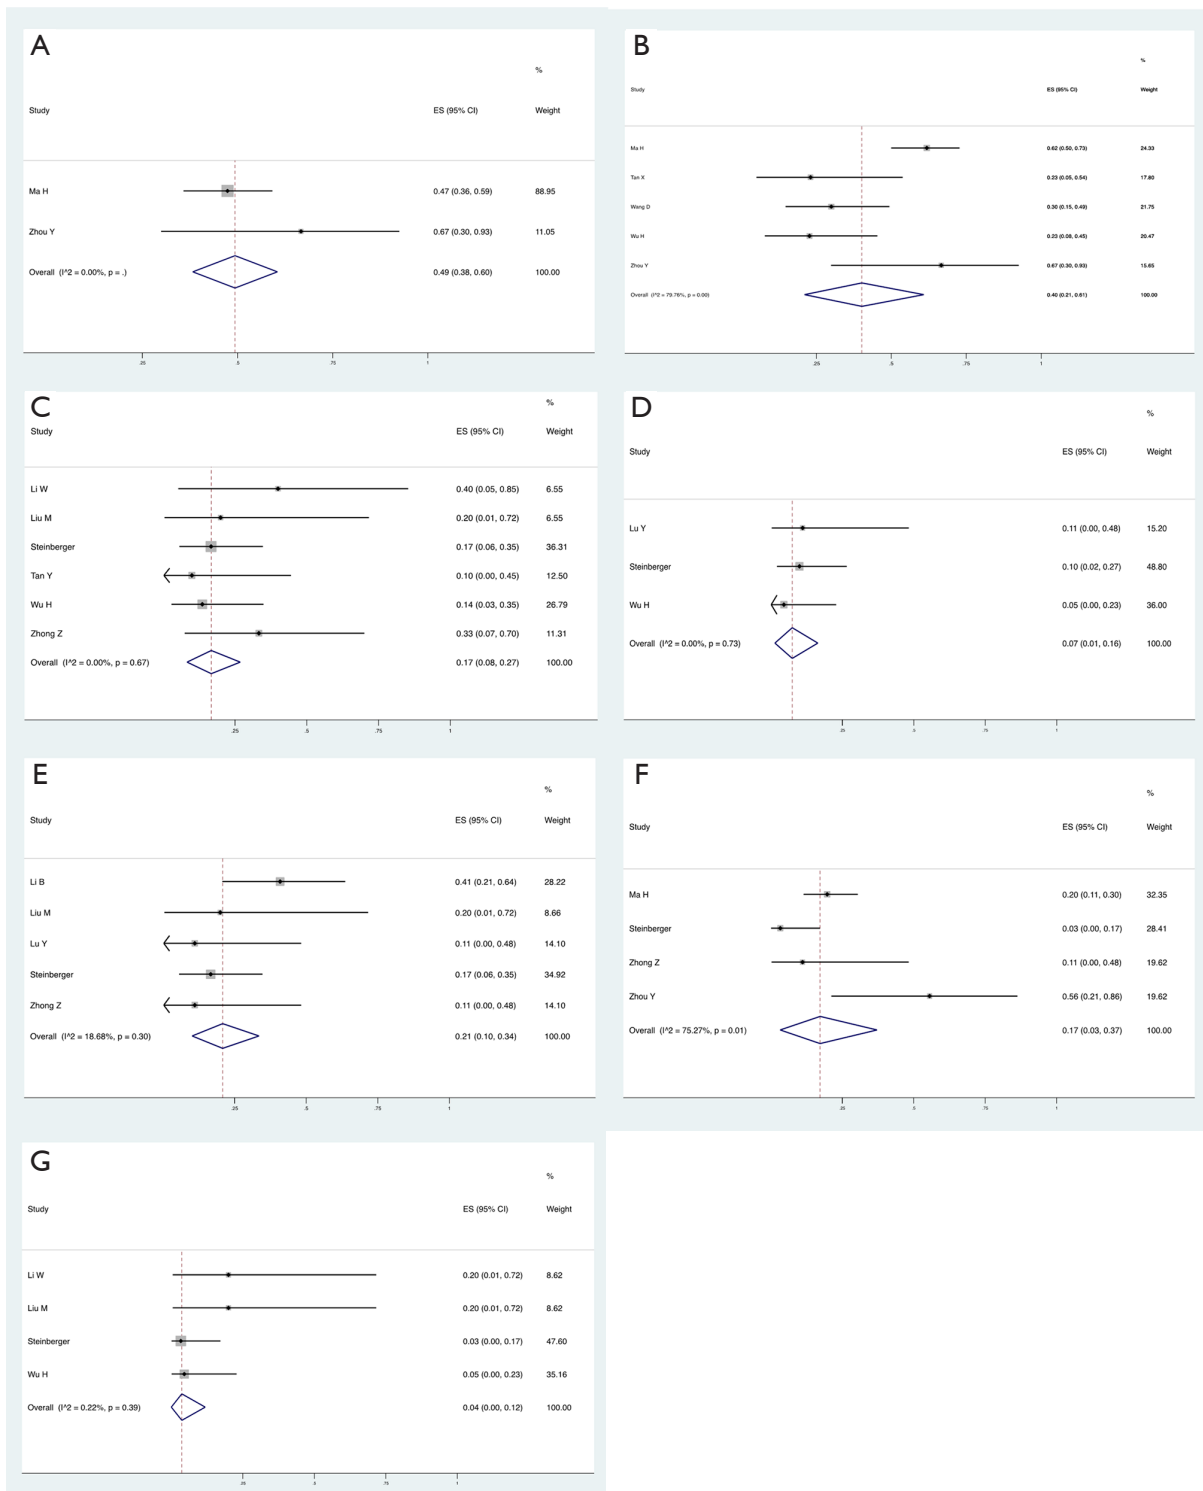 A
%
Study ES (95% CI) Weight
Ma H 0.47 (0.36, 0.59) 88.95
Zhou Y 0.67 (0.30, 0.93) 11.05
Overall (I^2 = 0.00%, p = .) 0.49 (0.38, 0.60) 100.00
.25 .5 .75 1
B
%
Study ES (95% CI) Weight
Ma H 0.62 (0.50, 0.73) 24.33
Tan X 0.23 (0.05, 0.54) 17.80
Wang D 0.30 (0.15, 0.49) 21.75
Wu H 0.23 (0.08, 0.45) 20.47
Zhou Y 0.67 (0.30, 0.93) 15.65
Overall (I^2 = 79.76%, p = 0.00) 0.40 (0.21, 0.61) 100.00
.25 .5 .75 1
C
%
Study ES (95% CI) Weight
Li W 0.40 (0.05, 0.85) 6.55
Liu M 0.20 (0.01, 0.72) 6.55
Steinberger 0.17 (0.06, 0.35) 36.31
Tan Y 0.10 (0.00, 0.45) 12.50
Wu H 0.14 (0.03, 0.35) 26.79
Zhong Z 0.33 (0.07, 0.70) 11.31
Overall (I^2 = 0.00%, p = 0.67) 0.17 (0.08, 0.27) 100.00
.25 .5 .75 1
D
%
Study ES (95% CI) Weight
Lu Y 0.11 (0.00, 0.48) 15.20
Steinberger 0.10 (0.02, 0.27) 48.80
Wu H 0.05 (0.00, 0.23) 36.00
Overall (I^2 = 0.00%, p = 0.73) 0.07 (0.01, 0.16) 100.00
.25 .5 .75 1
E
%
Study ES (95% CI) Weight
Li B 0.41 (0.21, 0.64) 28.22
Liu M 0.20 (0.01, 0.72) 8.66
Lu Y 0.11 (0.00, 0.48) 14.10
Steinberger 0.17 (0.06, 0.35) 34.92
Zhong Z 0.11 (0.00, 0.48) 14.10
Overall (I^2 = 18.68%, p = 0.30) 0.21 (0.10, 0.34) 100.00
.25 .5 .75 1
F
%
Study ES (95% CI) Weight
Ma H 0.20 (0.11, 0.30) 32.35
Steinberger 0.03 (0.00, 0.17) 28.41
Zhong Z 0.11 (0.00, 0.48) 19.62
Zhou Y 0.56 (0.21, 0.86) 19.62
Overall (I^2 = 75.27%, p = 0.01) 0.17 (0.03, 0.37) 100.00
.25 .5 .75 1
G
%
Study ES (95% CI) Weight
Li W 0.20 (0.01, 0.72) 8.62
Liu M 0.20 (0.01, 0.72) 8.62
Steinberger 0.03 (0.00, 0.17) 47.60
Wu H 0.05 (0.00, 0.23) 35.16
Overall (I^2 = 0.22%, p = 0.39) 0.04 (0.00, 0.12) 100.00
.25 .5 .75 1